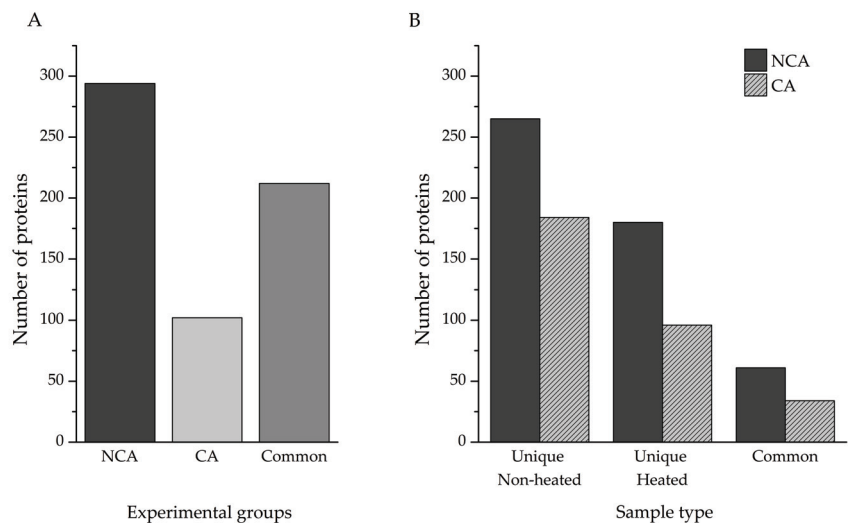 A
Number of proteins
300
250
200
150
100
50
0
NCA
CA
Common
Experimental groups
B
NCA
CA
Number of proteins
300
250
200
150
100
50
0
Unique
Non-heated
Unique
Heated
Common
Sample type